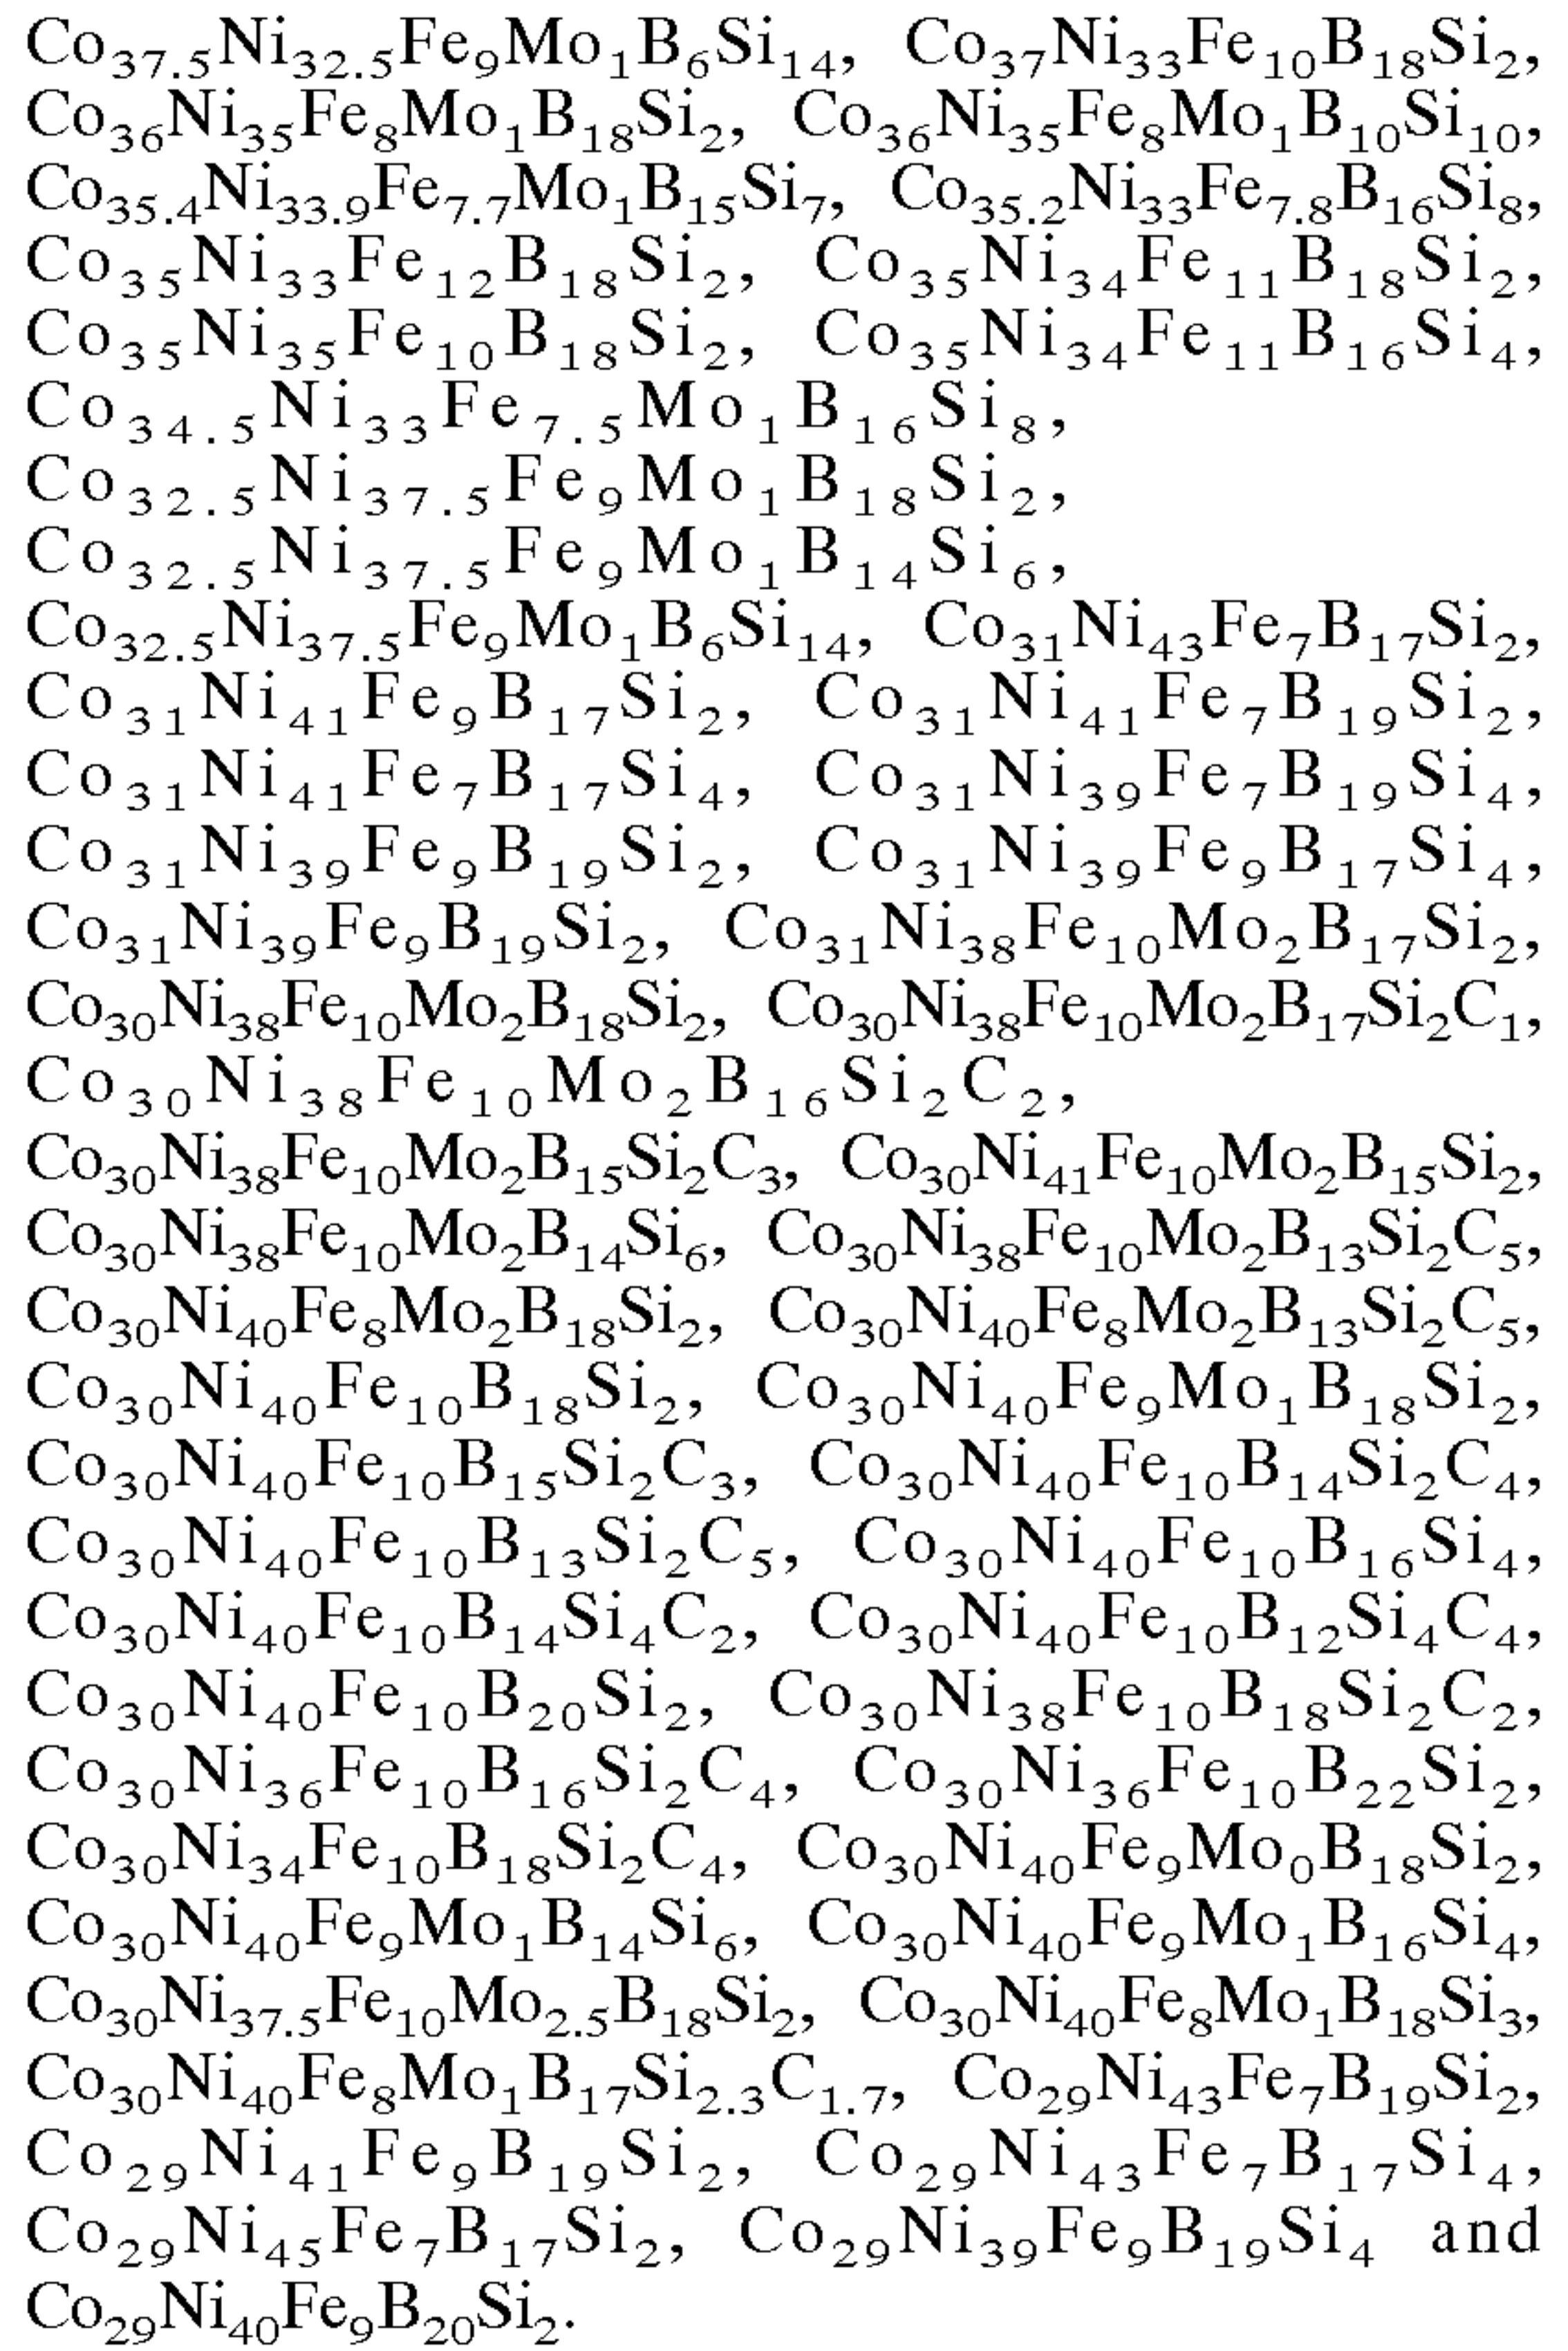 Co₃₇.₅Ni₃₂.₅Fe₉Mo₁B₆Si₁₄, Co₃₇Ni₃₃Fe₁₀B₁₈Si₂,
Co₃₆Ni₃₅Fe₈Mo₁B₁₈Si₂, Co₃₆Ni₃₅Fe₈Mo₁B₁₀Si₁₀,
Co₃₅.₄Ni₃₃.₉Fe₇.₇Mo₁B₁₅Si₇, Co₃₅.₂Ni₃₃Fe₇.₈B₁₆Si₈,
Co₃₅Ni₃₃Fe₁₂B₁₈Si₂, Co₃₅Ni₃₄Fe₁₁B₁₈Si₂,
Co₃₅Ni₃₅Fe₁₀B₁₈Si₂, Co₃₅Ni₃₄Fe₁₁B₁₆Si₄,
Co₃₄.₅Ni₃₃Fe₇.₅Mo₁B₁₆Si₈,
Co₃₂.₅Ni₃₇.₅Fe₉Mo₁B₁₈Si₂,
Co₃₂.₅Ni₃₇.₅Fe₉Mo₁B₁₄Si₆,
Co₃₂.₅Ni₃₇.₅Fe₉Mo₁B₆Si₁₄, Co₃₁Ni₄₃Fe₇B₁₇Si₂,
Co₃₁Ni₄₁Fe₉B₁₇Si₂, Co₃₁Ni₄₁Fe₇B₁₉Si₂,
Co₃₁Ni₄₁Fe₇B₁₇Si₄, Co₃₁Ni₃₉Fe₇B₁₉Si₄,
Co₃₁Ni₃₉Fe₉B₁₉Si₂, Co₃₁Ni₃₉Fe₉B₁₇Si₄,
Co₃₁Ni₃₉Fe₉B₁₉Si₂, Co₃₁Ni₃₈Fe₁₀Mo₂B₁₇Si₂,
Co₃₀Ni₃₈Fe₁₀Mo₂B₁₈Si₂, Co₃₀Ni₃₈Fe₁₀Mo₂B₁₇Si₂C₁,
Co₃₀Ni₃₈Fe₁₀Mo₂B₁₆Si₂C₂,
Co₃₀Ni₃₈Fe₁₀Mo₂B₁₅Si₂C₃, Co₃₀Ni₄₁Fe₁₀Mo₂B₁₅Si₂,
Co₃₀Ni₃₈Fe₁₀Mo₂B₁₄Si₆, Co₃₀Ni₃₈Fe₁₀Mo₂B₁₃Si₂C₅,
Co₃₀Ni₄₀Fe₈Mo₂B₁₈Si₂, Co₃₀Ni₄₀Fe₈Mo₂B₁₃Si₂C₅,
Co₃₀Ni₄₀Fe₁₀B₁₈Si₂, Co₃₀Ni₄₀Fe₉Mo₁B₁₈Si₂,
Co₃₀Ni₄₀Fe₁₀B₁₅Si₂C₃, Co₃₀Ni₄₀Fe₁₀B₁₄Si₂C₄,
Co₃₀Ni₄₀Fe₁₀B₁₃Si₂C₅, Co₃₀Ni₄₀Fe₁₀B₁₆Si₄,
Co₃₀Ni₄₀Fe₁₀B₁₄Si₄C₂, Co₃₀Ni₄₀Fe₁₀B₁₂Si₄C₄,
Co₃₀Ni₄₀Fe₁₀B₂₀Si₂, Co₃₀Ni₃₈Fe₁₀B₁₈Si₂C₂,
Co₃₀Ni₃₆Fe₁₀B₁₆Si₂C₄, Co₃₀Ni₃₆Fe₁₀B₂₂Si₂,
Co₃₀Ni₃₄Fe₁₀B₁₈Si₂C₄, Co₃₀Ni₄₀Fe₉Mo₀B₁₈Si₂,
Co₃₀Ni₄₀Fe₉Mo₁B₁₄Si₆, Co₃₀Ni₄₀Fe₉Mo₁B₁₆Si₄,
Co₃₀Ni₃₇.₅Fe₁₀Mo₂.₅B₁₈Si₂, Co₃₀Ni₄₀Fe₈Mo₁B₁₈Si₃,
Co₃₀Ni₄₀Fe₈Mo₁B₁₇Si₂.₃C₁.₇, Co₂₉Ni₄₃Fe₇B₁₉Si₂,
Co₂₉Ni₄₁Fe₉B₁₉Si₂, Co₂₉Ni₄₃Fe₇B₁₇Si₄,
Co₂₉Ni₄₅Fe₇B₁₇Si₂, Co₂₉Ni₃₉Fe₉B₁₉Si₄ and
Co₂₉Ni₄₀Fe₉B₂₀Si₂.